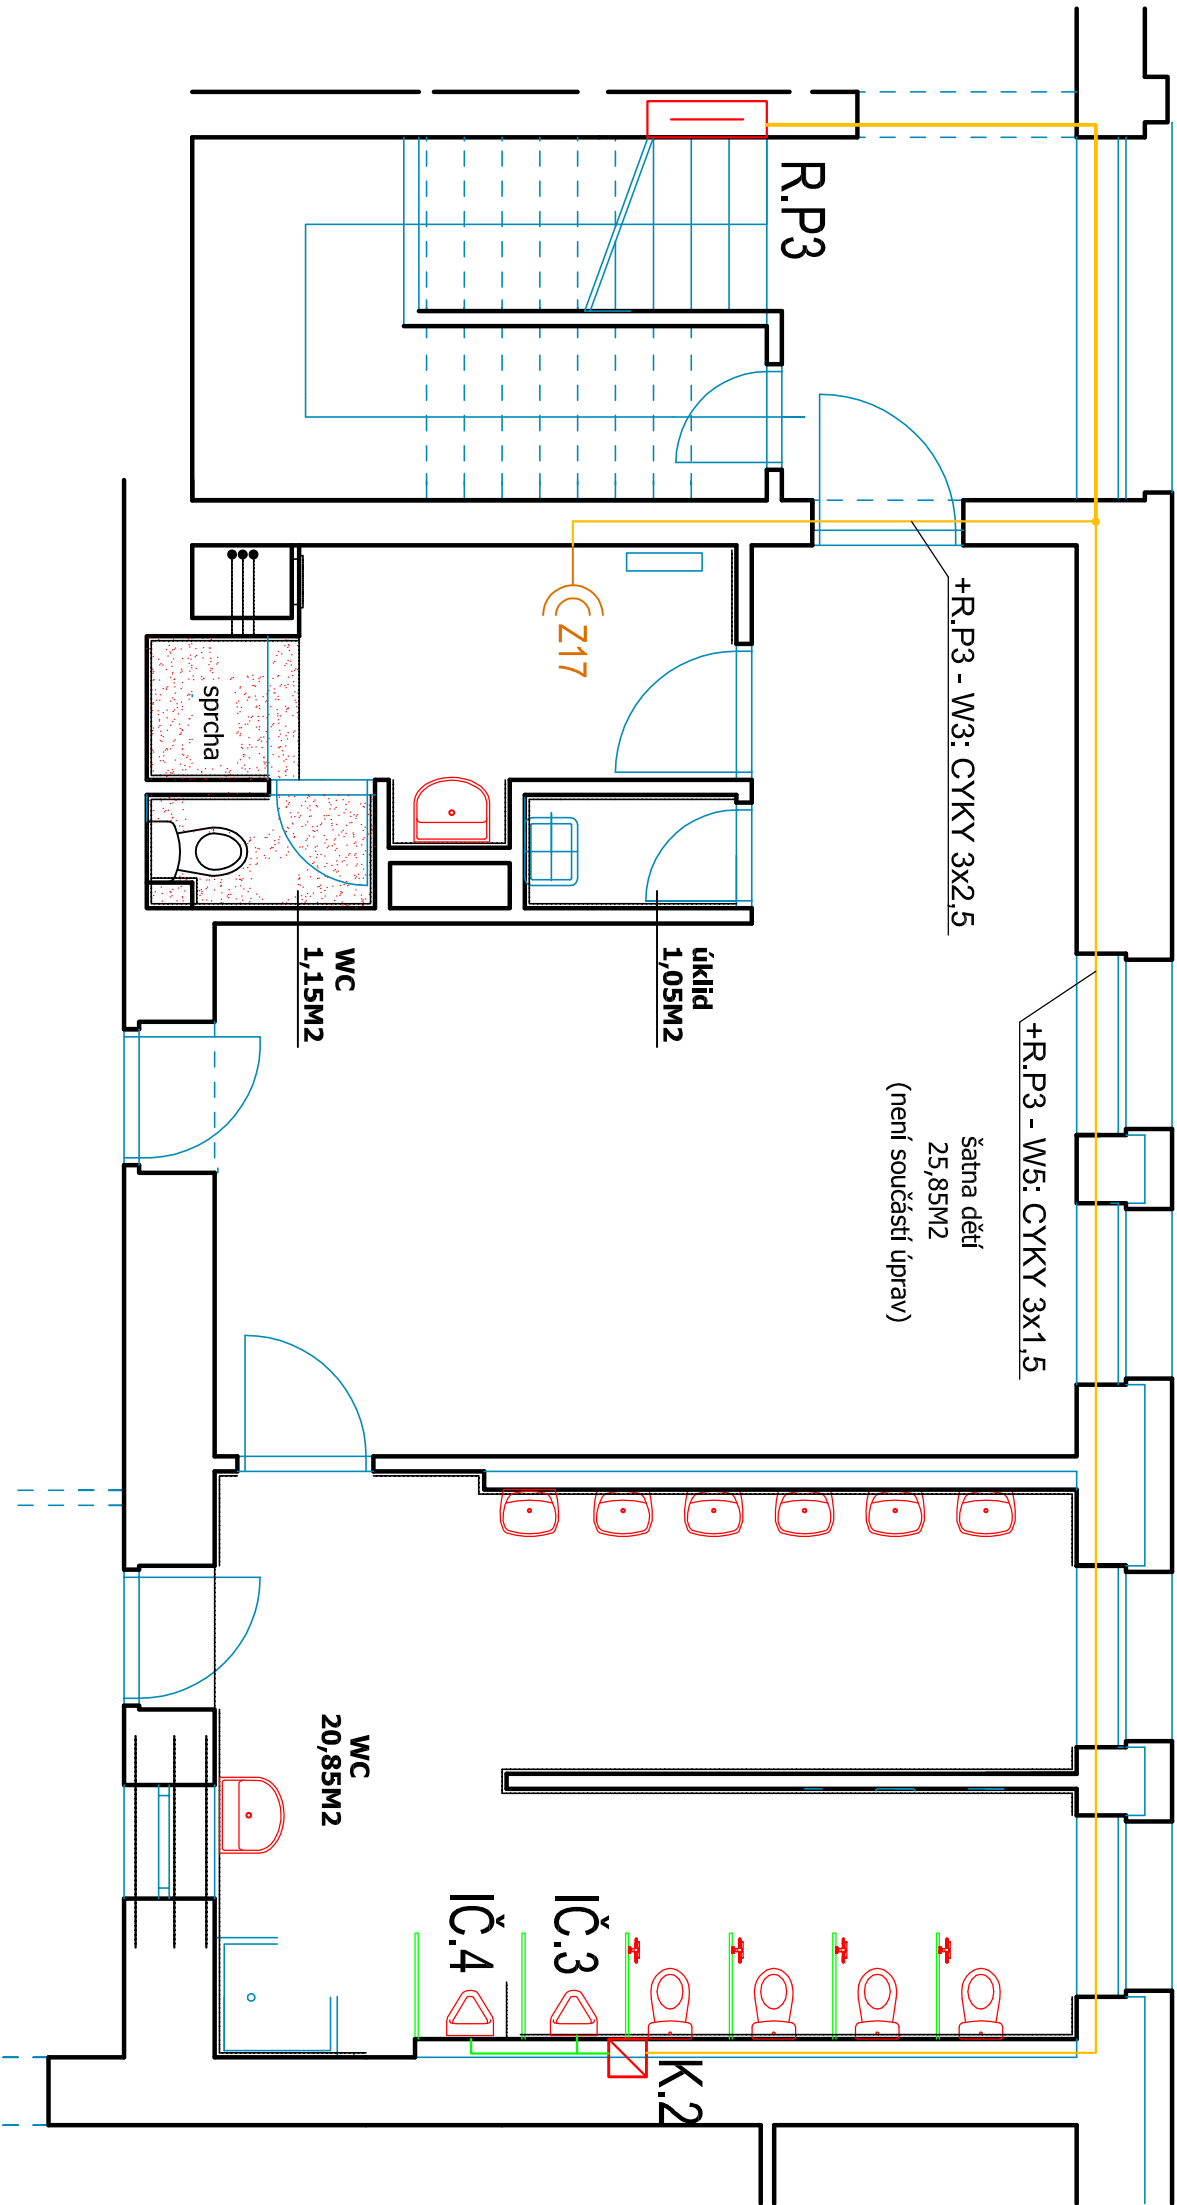 R.P3
+R.P3 - W3: CYKY 3x2,5
+R.P3 - W5: CYKY 3x1,5
Z17
sprcha
úklid
1,05M2
WC
1,15M2
šatna dětí
25,85M2
(není součástí úprav)
WC
20,85M2
IČ.3
IČ.4
K.2